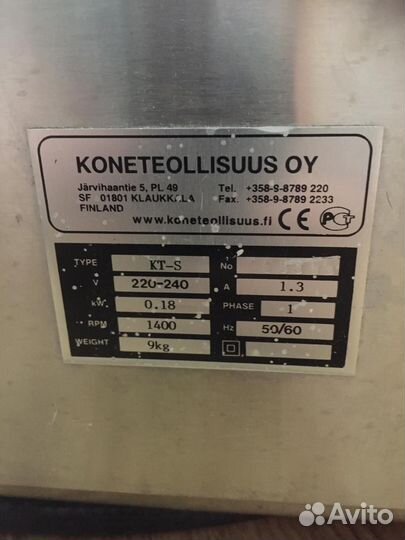 KONETEOLLISUUS OY
Järvihaantie 5, PL 49 Tel. +358-9-8789 220
SF 01801 KLAUKKALA Fax. +358-9-8789 2233
FINLAND
www.koneteollisuus.fi CE PCT
TYPE KT-S No
V 220-240 A 1.3
kW 0.18 PHASE 1
RPM 1400 Hz 50/60
WEIGHT 9kg
Avito